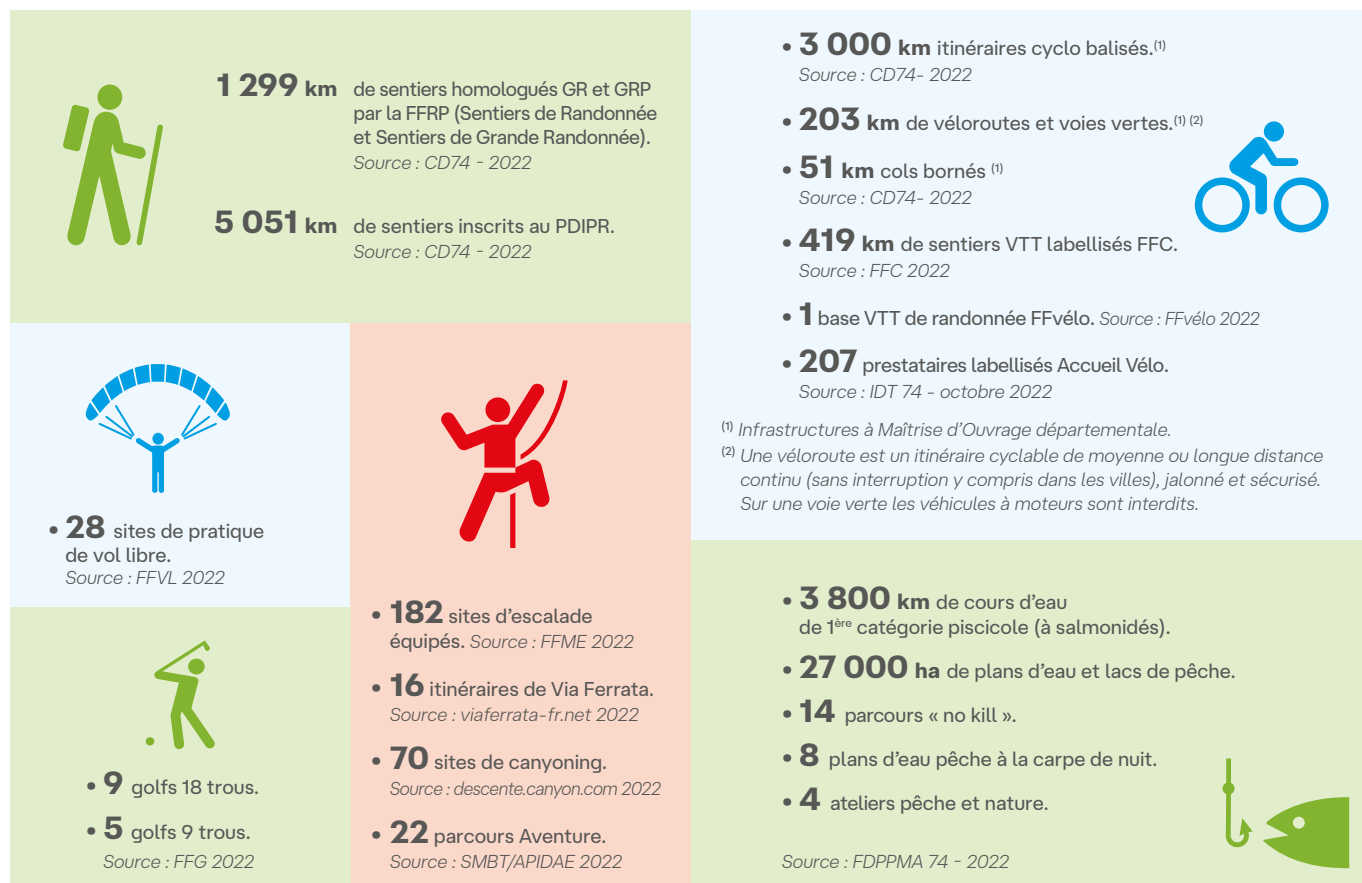 1 299 km de sentiers homologués GR et GRP
par la FFRP (Sentiers de Randonnée
et Sentiers de Grande Randonnée).
Source : CD74 - 2022
5 051 km de sentiers inscrits au PDIPR.
Source : CD74 - 2022
• 3 000 km itinéraires cyclo balisés.(1)
Source : CD74- 2022
• 203 km de véloroutes et voies vertes.(1) (2)
• 51 km cols bornés (1)
Source : CD74- 2022
• 419 km de sentiers VTT labellisés FFC.
Source : FFC 2022
• 1 base VTT de randonnée FFvélo. Source : FFvélo 2022
• 207 prestataires labellisés Accueil Vélo.
Source : IDT 74 - octobre 2022
(1) Infrastructures à Maîtrise d’Ouvrage départementale.
(2) Une véloroute est un itinéraire cyclable de moyenne ou longue distance
continu (sans interruption y compris dans les villes), jalonné et sécurisé.
Sur une voie verte les véhicules à moteurs sont interdits.
• 28 sites de pratique
de vol libre.
Source : FFVL 2022
• 9 golfs 18 trous.
• 5 golfs 9 trous.
Source : FFG 2022
• 182 sites d’escalade
équipés. Source : FFME 2022
• 16 itinéraires de Via Ferrata.
Source : viaferrata-fr.net 2022
• 70 sites de canyoning.
Source : descente.canyon.com 2022
• 22 parcours Aventure.
Source : SMBT/APIDAE 2022
• 3 800 km de cours d’eau
de 1ère catégorie piscicole (à salmonidés).
• 27 000 ha de plans d’eau et lacs de pêche.
• 14 parcours « no kill ».
• 8 plans d’eau pêche à la carpe de nuit.
• 4 ateliers pêche et nature.
Source : FDPPMA 74 - 2022